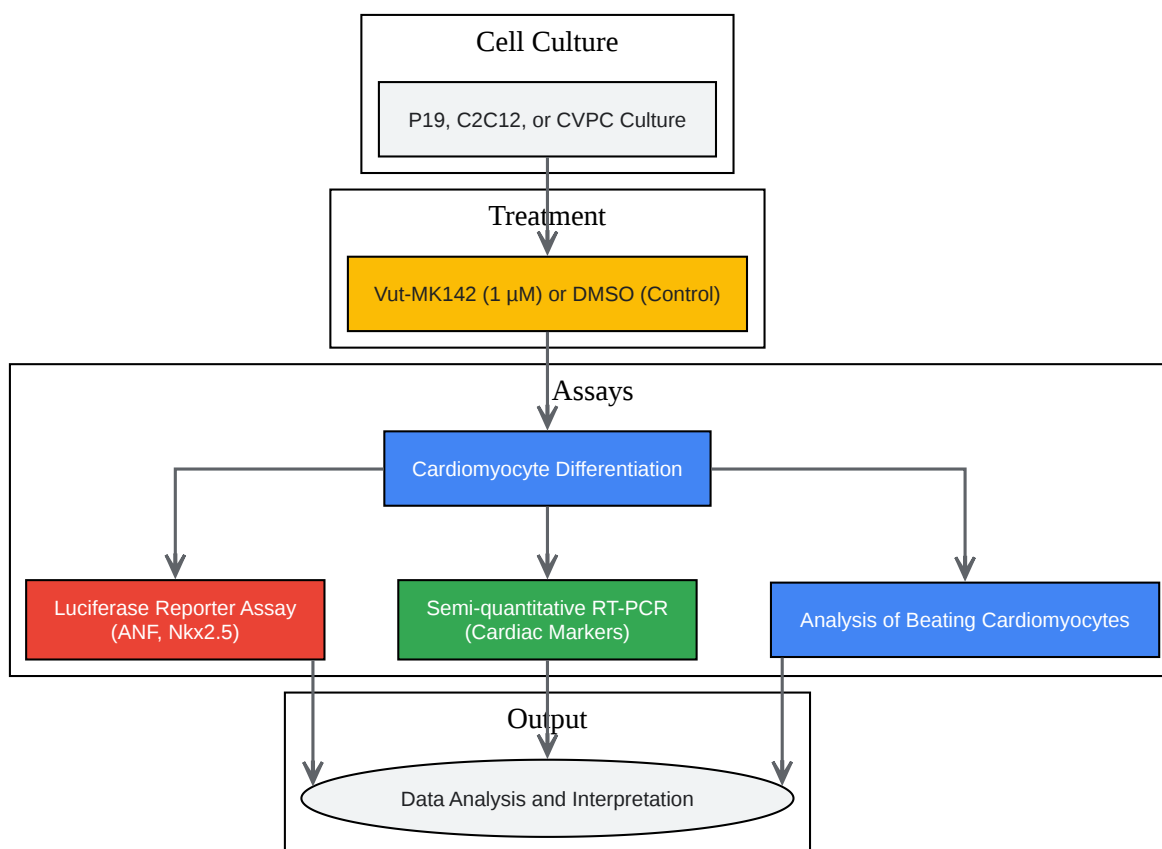 Cell Culture
P19, C2C12, or CVPC Culture
Treatment
Vut-MK142 (1 µM) or DMSO (Control)
Assays
Cardiomyocyte Differentiation
Luciferase Reporter Assay
(ANF, Nkx2.5)
Semi-quantitative RT-PCR
(Cardiac Markers)
Analysis of Beating Cardiomyocytes
Output
Data Analysis and Interpretation